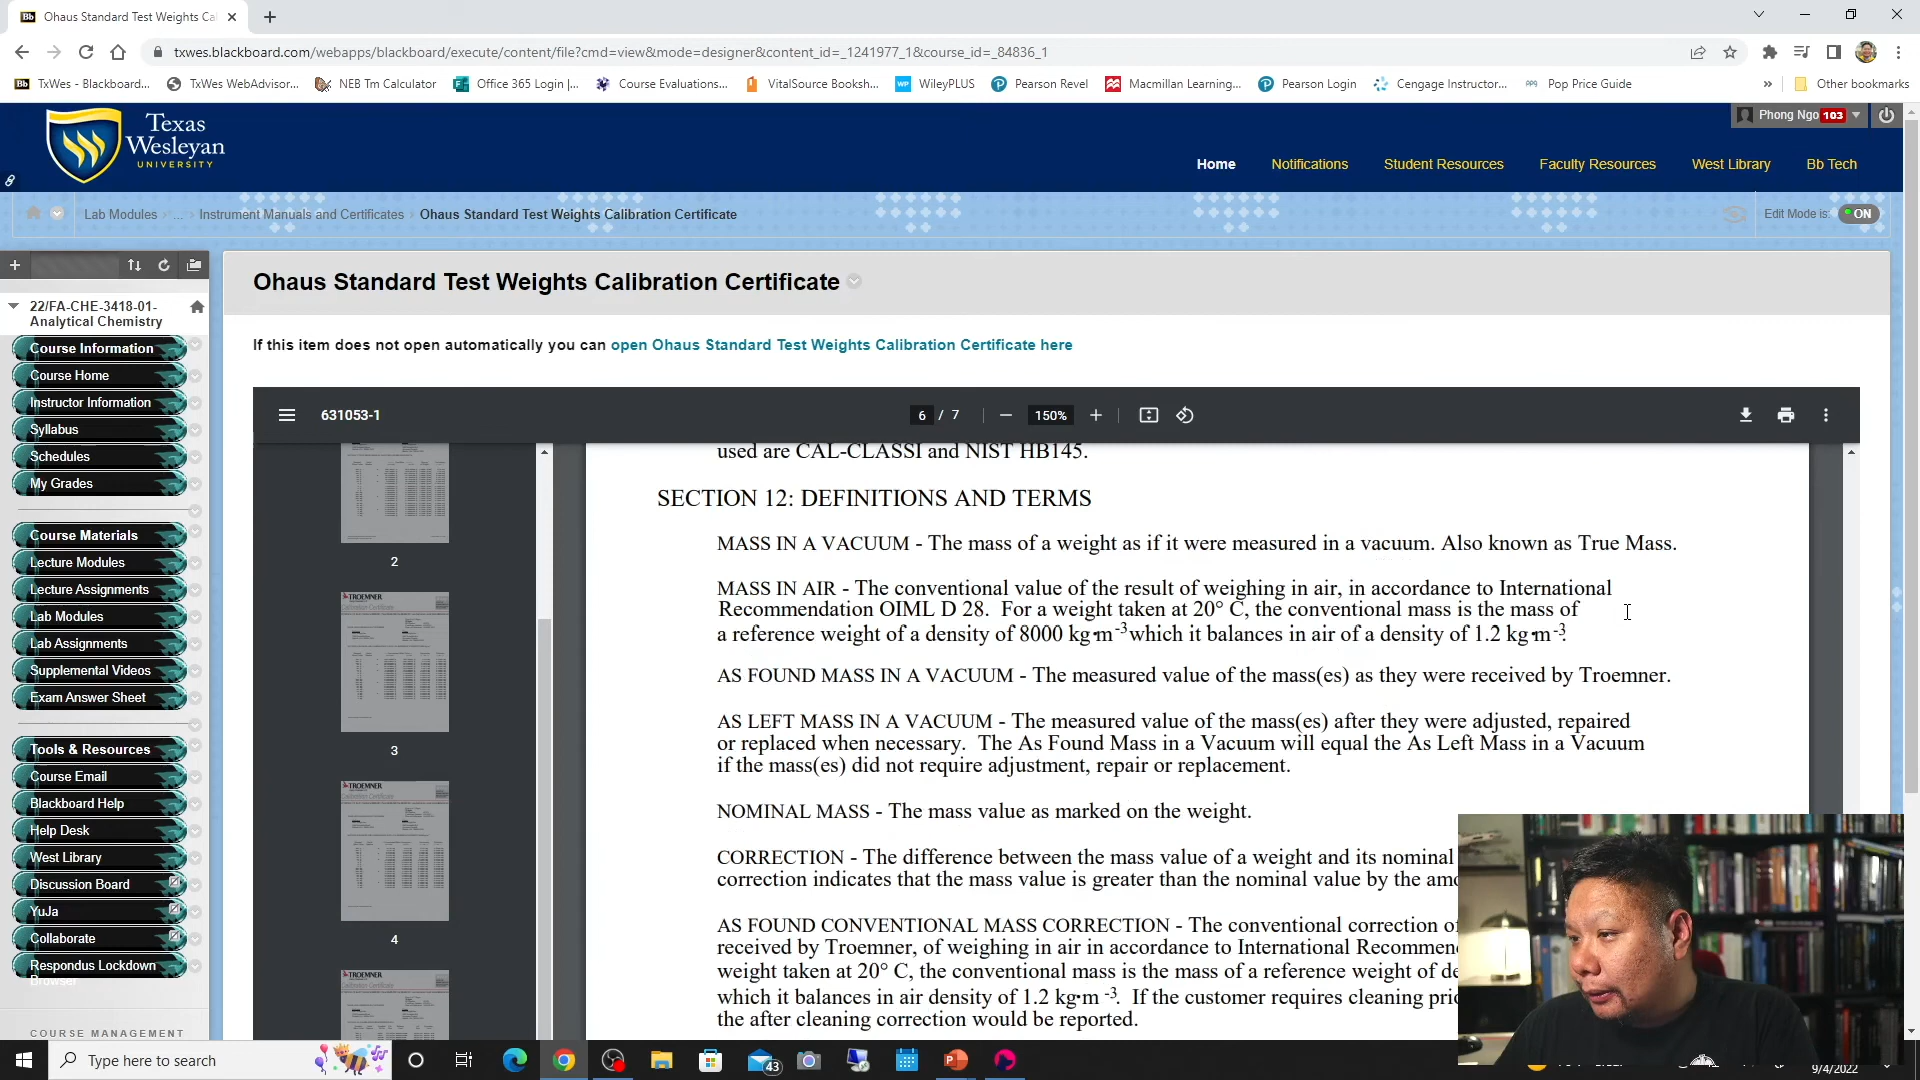 Ohaus Standard Test Weights Ca
txwes.blackboard.com/webapps/blackboard/execute/content/file?cmd=view&mode=designer&content_id=_1241977_1&course_id=_84836_1
TxWes - Blackboard... TxWes WebAdvisor... NEB Tm Calculator Office 365 Login |... Course Evaluations... VitalSource Booksh... WileyPLUS Pearson Revel Macmillan Learning... Pearson Login Cengage Instructor... Pop Price Guide » Other bookmarks
Texas
Wesleyan
UNIVERSITY
Phong Ngo 103
Home Notifications Student Resources Faculty Resources West Library Bb Tech
Lab Modules ... Instrument Manuals and Certificates Ohaus Standard Test Weights Calibration Certificate
Edit Mode is: ON
22/FA-CHE-3418-01-
Analytical Chemistry
Course Information
Course Home
Instructor Information
Syllabus
Schedules
My Grades
Course Materials
Lecture Modules
Lecture Assignments
Lab Modules
Lab Assignments
Supplemental Videos
Exam Answer Sheet
Tools & Resources
Course Email
Blackboard Help
Help Desk
West Library
Discussion Board
YuJa
Collaborate
Respondus Lockdown
Browser
COURSE MANAGEMENT
Ohaus Standard Test Weights Calibration Certificate
If this item does not open automatically you can open Ohaus Standard Test Weights Calibration Certificate here
631053-1
6 / 7
150%
2
TROEMNER
3
TROEMNER
4
TROEMNER
used are CAL-CLASSI and NIST HB145.
SECTION 12: DEFINITIONS AND TERMS
MASS IN A VACUUM - The mass of a weight as if it were measured in a vacuum. Also known as True Mass.
MASS IN AIR - The conventional value of the result of weighing in air, in accordance to International
Recommendation OIML D 28. For a weight taken at 20° C, the conventional mass is the mass of
a reference weight of a density of 8000 kg•m-3 which it balances in air of a density of 1.2 kg•m-3.
AS FOUND MASS IN A VACUUM - The measured value of the mass(es) as they were received by Troemner.
AS LEFT MASS IN A VACUUM - The measured value of the mass(es) after they were adjusted, repaired
or replaced when necessary. The As Found Mass in a Vacuum will equal the As Left Mass in a Vacuum
if the mass(es) did not require adjustment, repair or replacement.
NOMINAL MASS - The mass value as marked on the weight.
CORRECTION - The difference between the mass value of a weight and its nominal
correction indicates that the mass value is greater than the nominal value by the amo
AS FOUND CONVENTIONAL MASS CORRECTION - The conventional correction of
received by Troemner, of weighing in air in accordance to International Recommen
weight taken at 20° C, the conventional mass is the mass of a reference weight of de
which it balances in air density of 1.2 kg•m -3. If the customer requires cleaning prio
the after cleaning correction would be reported.
Type here to search
43
9/4/2022